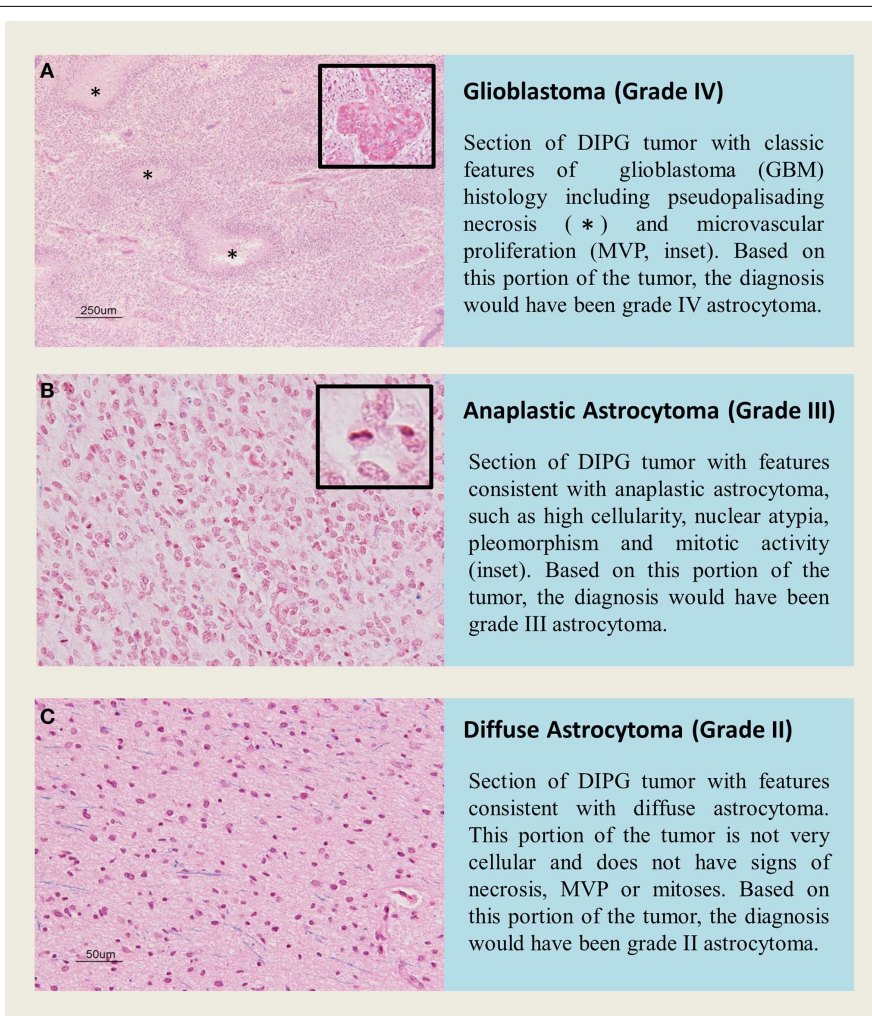 A
*
*
*
250um
Glioblastoma (Grade IV)
Section of DIPG tumor with classic
features of glioblastoma (GBM)
histology including pseudopalisading
necrosis ( * ) and microvascular
proliferation (MVP, inset). Based on
this portion of the tumor, the diagnosis
would have been grade IV astrocytoma.
B
Anaplastic Astrocytoma (Grade III)
Section of DIPG tumor with features
consistent with anaplastic astrocytoma,
such as high cellularity, nuclear atypia,
pleomorphism and mitotic activity
(inset). Based on this portion of the
tumor, the diagnosis would have been
grade III astrocytoma.
C
50um
Diffuse Astrocytoma (Grade II)
Section of DIPG tumor with features
consistent with diffuse astrocytoma.
This portion of the tumor is not very
cellular and does not have signs of
necrosis, MVP or mitoses. Based on
this portion of the tumor, the diagnosis
would have been grade II astrocytoma.